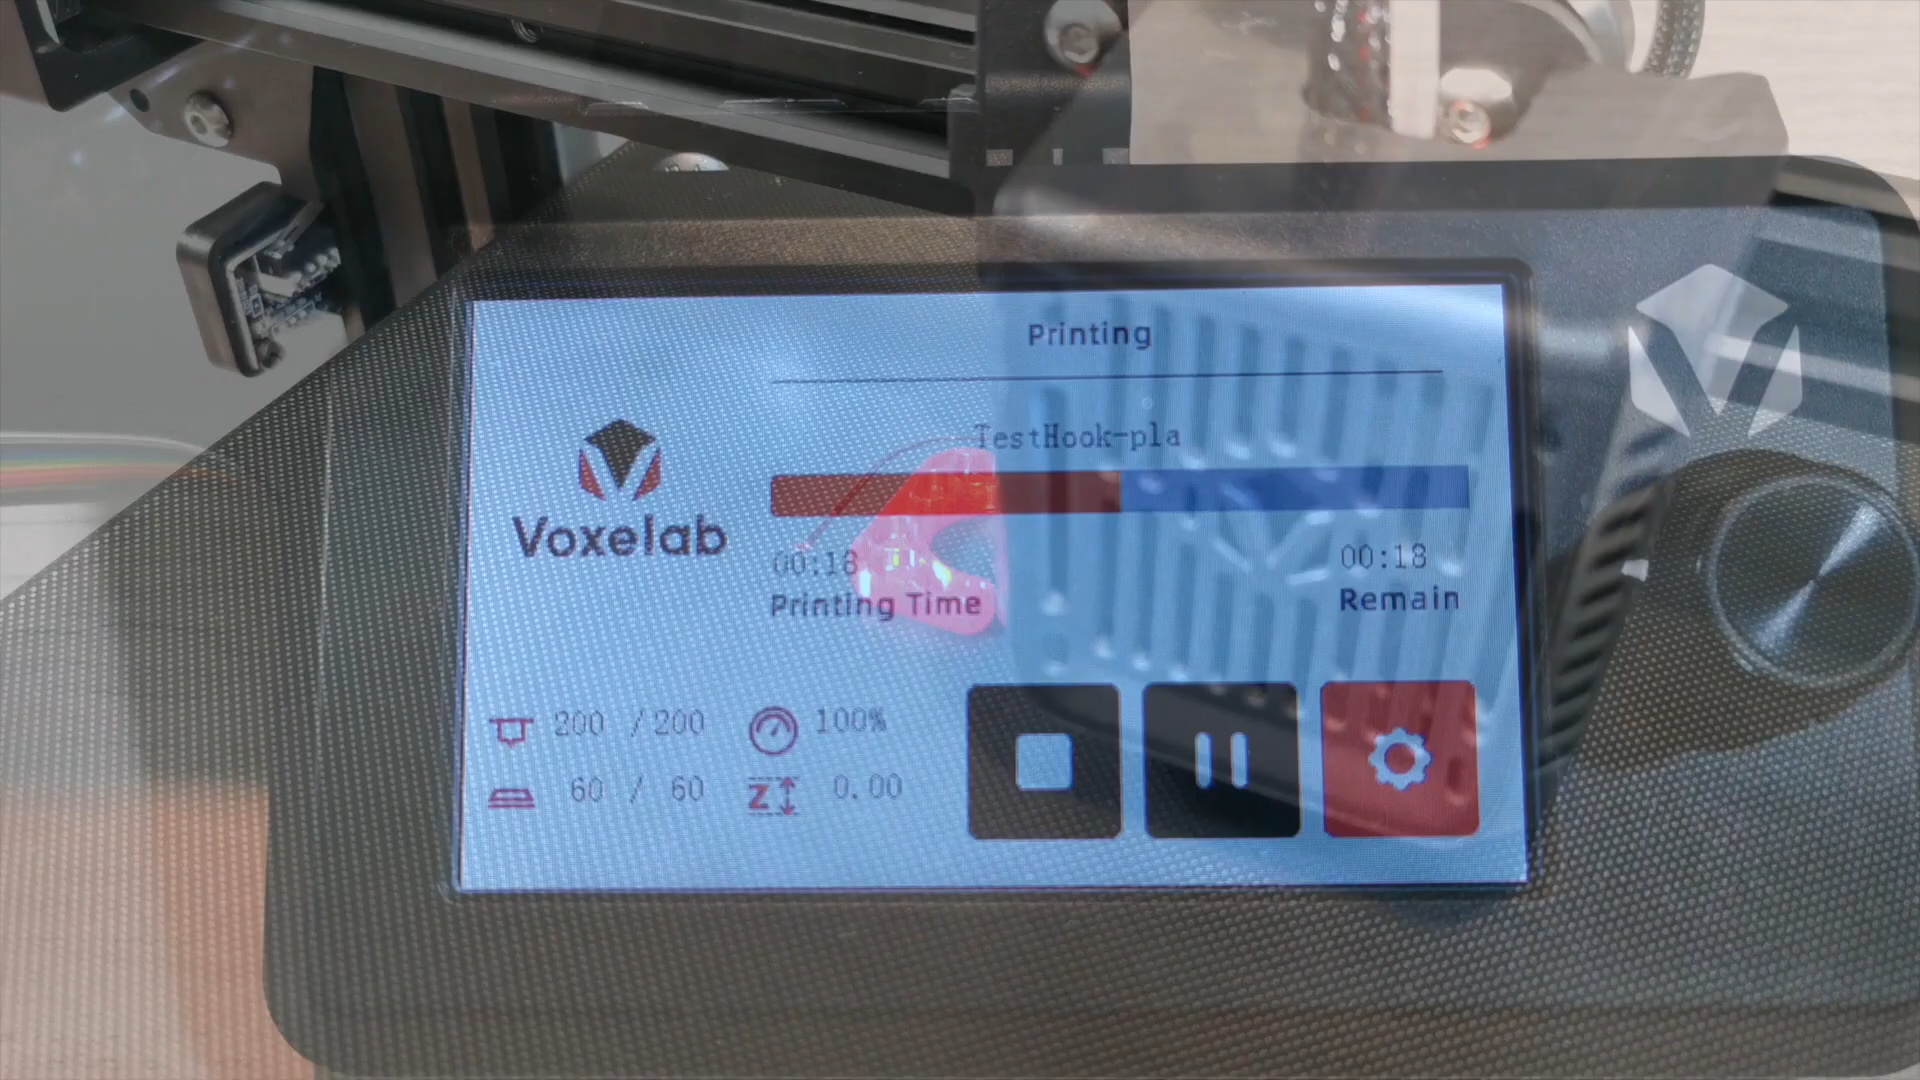 Printing
TestHook-pla
Voxelab
00:18
00:18
Printing Time
Remain
200 / 200
100%
60 / 60
Z
0.00